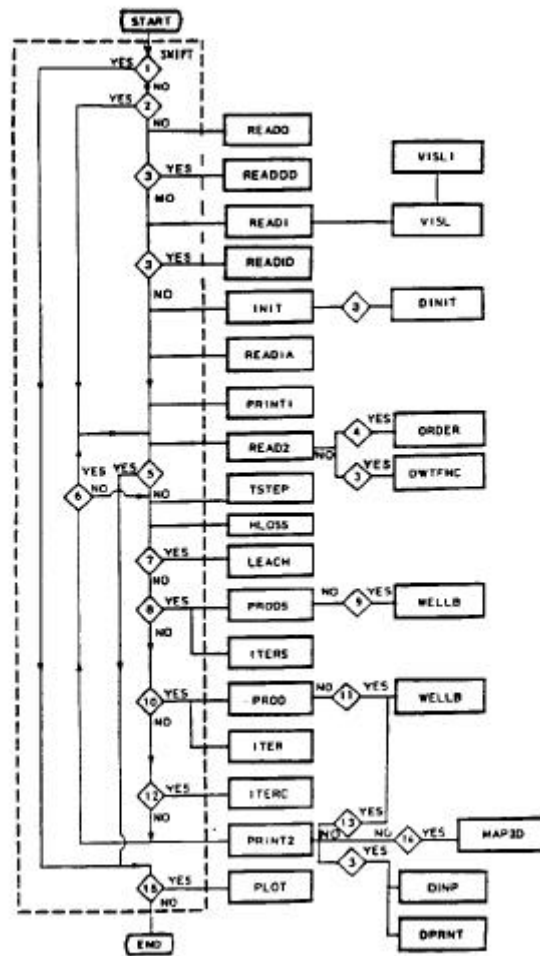 START
SWIFT
YES 1
NO
YES 2
NO
READO
3 YES READDD
NO
READ1 VISL VISL1
3 YES READ1D
NO
INIT 3 DINIT
READ1A
PRINT1
READ2 NO 4 YES ORDER
3 YES DWTFNC
YES 5
NO
YES 6 NO
TSTEP
HLOSS
7 YES LEACH
NO
8 YES PRODS NO 9 YES WELLB
NO
ITERS
10 YES PROD NO 11 YES WELLB
NO
ITER
12 YES ITERC
NO
13 YES
PRINT2 NO NO 14 YES MAP3D
3 YES
DINP
DPRNT
15 YES PLOT
NO
END